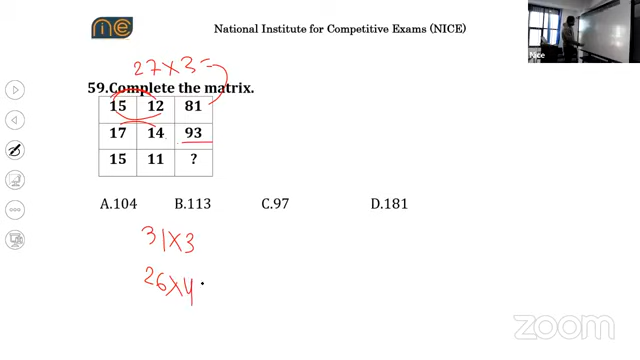 nie
National Institute for Competitive Exams (NICE)
Nice
27 × 3 =
59.Complete the matrix.
15 12 81
17 14 93
15 11 ?
A.104 B.113 C.97 D.181
31 × 3
26 × 4
zoom